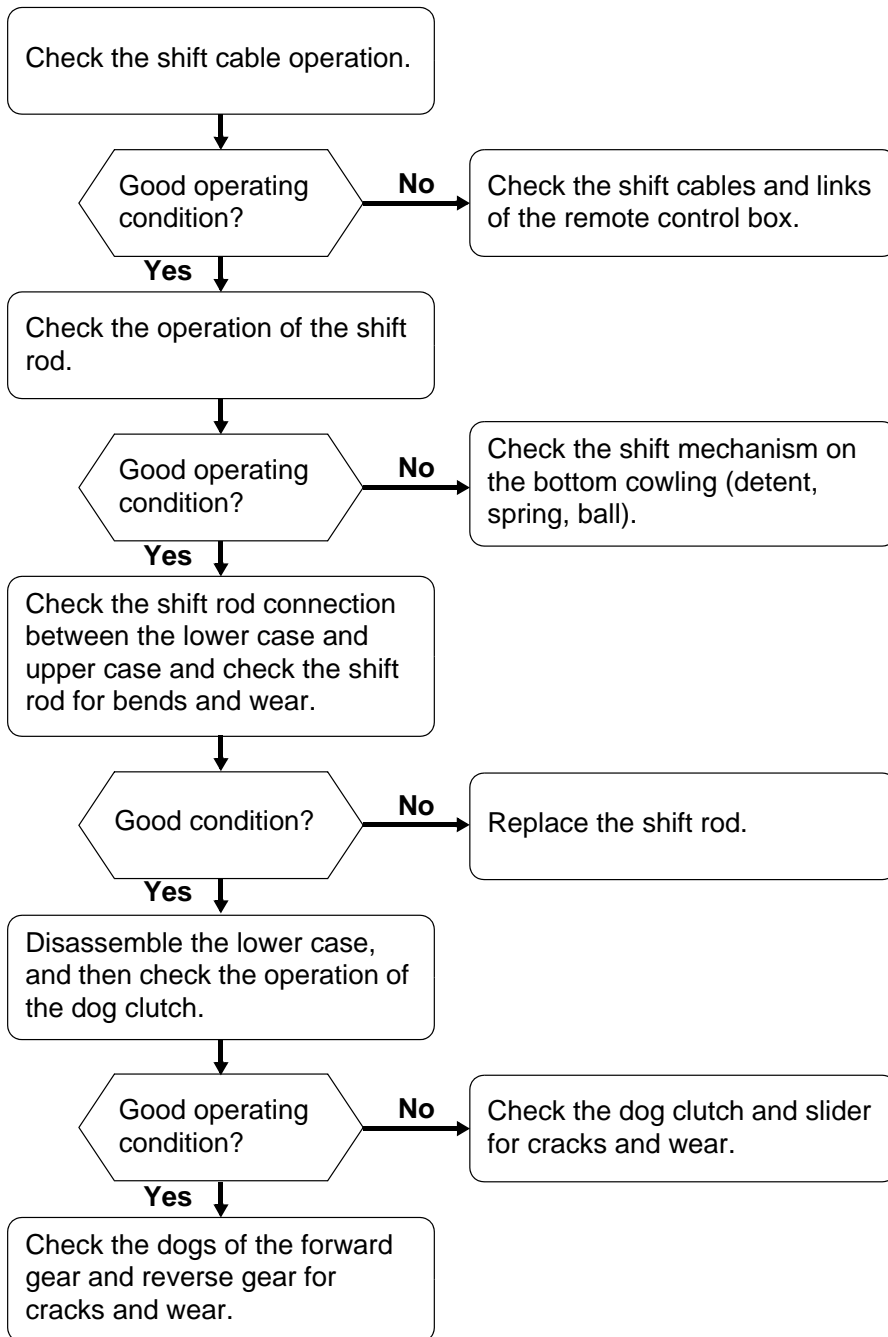 Check the shift cable operation.
Good operating
condition?
No
Check the shift cables and links
of the remote control box.
Yes
Check the operation of the shift
rod.
Good operating
condition?
No
Check the shift mechanism on
the bottom cowling (detent,
spring, ball).
Yes
Check the shift rod connection
between the lower case and
upper case and check the shift
rod for bends and wear.
Good condition?
No
Replace the shift rod.
Yes
Disassemble the lower case,
and then check the operation of
the dog clutch.
Good operating
condition?
No
Check the dog clutch and slider
for cracks and wear.
Yes
Check the dogs of the forward
gear and reverse gear for
cracks and wear.